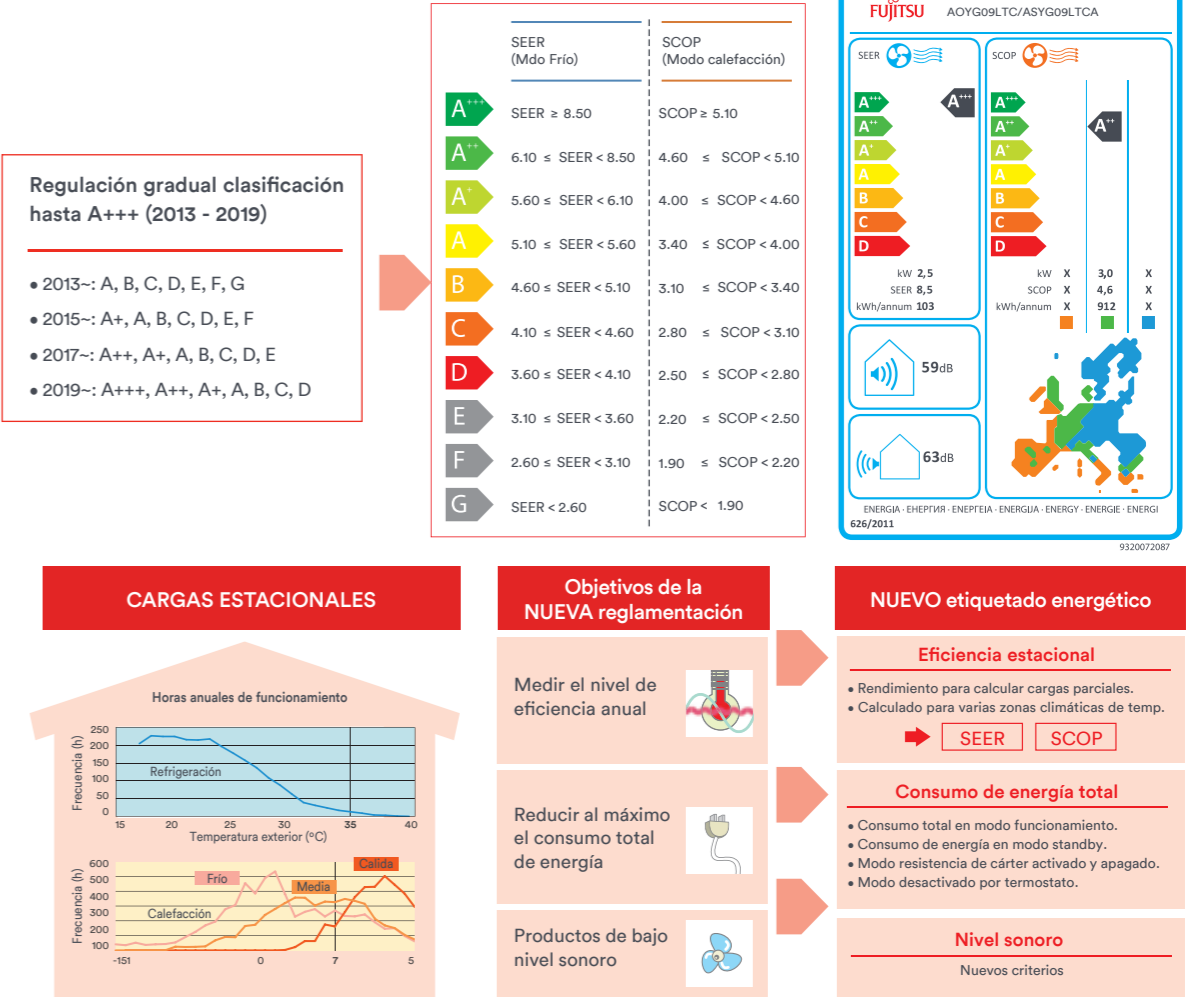 Regulación gradual clasificación
hasta A+++ (2013 - 2019)
• 2013~: A, B, C, D, E, F, G
• 2015~: A+, A, B, C, D, E, F
• 2017~: A++, A+, A, B, C, D, E
• 2019~: A+++, A++, A+, A, B, C, D
SEER
(Mdo Frío)
SCOP
(Modo calefacción)
A+++ SEER ≥ 8.50 SCOP ≥ 5.10
A++ 6.10 ≤ SEER < 8.50 4.60 ≤ SCOP < 5.10
A+ 5.60 ≤ SEER < 6.10 4.00 ≤ SCOP < 4.60
A 5.10 ≤ SEER < 5.60 3.40 ≤ SCOP < 4.00
B 4.60 ≤ SEER < 5.10 3.10 ≤ SCOP < 3.40
C 4.10 ≤ SEER < 4.60 2.80 ≤ SCOP < 3.10
D 3.60 ≤ SEER < 4.10 2.50 ≤ SCOP < 2.80
E 3.10 ≤ SEER < 3.60 2.20 ≤ SCOP < 2.50
F 2.60 ≤ SEER < 3.10 1.90 ≤ SCOP < 2.20
G SEER < 2.60 SCOP < 1.90
FUJITSU AOYG09LTC/ASYG09LTCA
SEER
A+++ A+++
A++
A+
A
B
C
D
kW 2,5
SEER 8,5
kWh/annum 103
SCOP
A+++
A++ A++
A+
A
B
C
D
kW X 3,0 X
SCOP X 4,6 X
kWh/annum X 912 X
59dB
63dB
ENERGIA · ЕНЕРГИЯ · ΕΝΕΡΓΕΙΑ · ENERGIJA · ENERGY · ENERGIE · ENERGI
626/2011
9320072087
CARGAS ESTACIONALES
Horas anuales de funcionamiento
Frecuencia (h)
250
200
150
100
50
0
Refrigeración
15 20 25 30 35 40
Temperatura exterior (ºC)
Frecuencia (h)
600
500
400
300
200
100
Frío
Media
Calida
Calefacción
-151 0 7 5
Objetivos de la
NUEVA reglamentación
Medir el nivel de
eficiencia anual
Reducir al máximo
el consumo total
de energía
Productos de bajo
nivel sonoro
NUEVO etiquetado energético
Eficiencia estacional
• Rendimiento para calcular cargas parciales.
• Calculado para varias zonas climáticas de temp.
SEER SCOP
Consumo de energía total
• Consumo total en modo funcionamiento.
• Consumo de energía en modo standby.
• Modo resistencia de cárter activado y apagado.
• Modo desactivado por termostato.
Nivel sonoro
Nuevos criterios